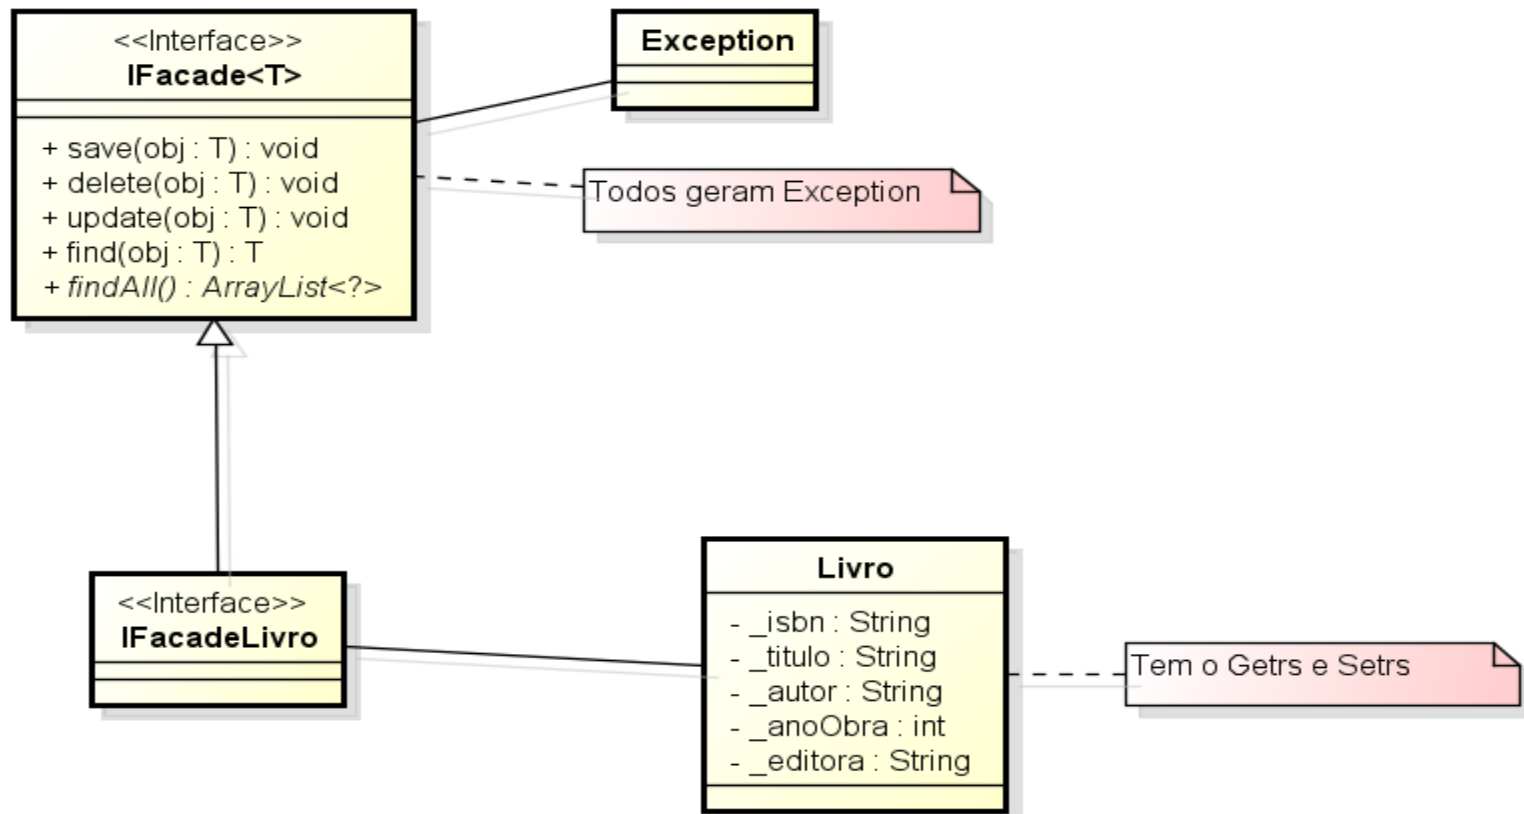 <<Interface>>
IFacade<T>
+ save(obj : T) : void
+ delete(obj : T) : void
+ update(obj : T) : void
+ find(obj : T) : T
+ findAll() : ArrayList<?>
Exception
Todos geram Exception
<<Interface>>
IFacadeLivro
Livro
- _isbn : String
- _titulo : String
- _autor : String
- _anoObra : int
- _editora : String
Tem o Getrs e Setrs